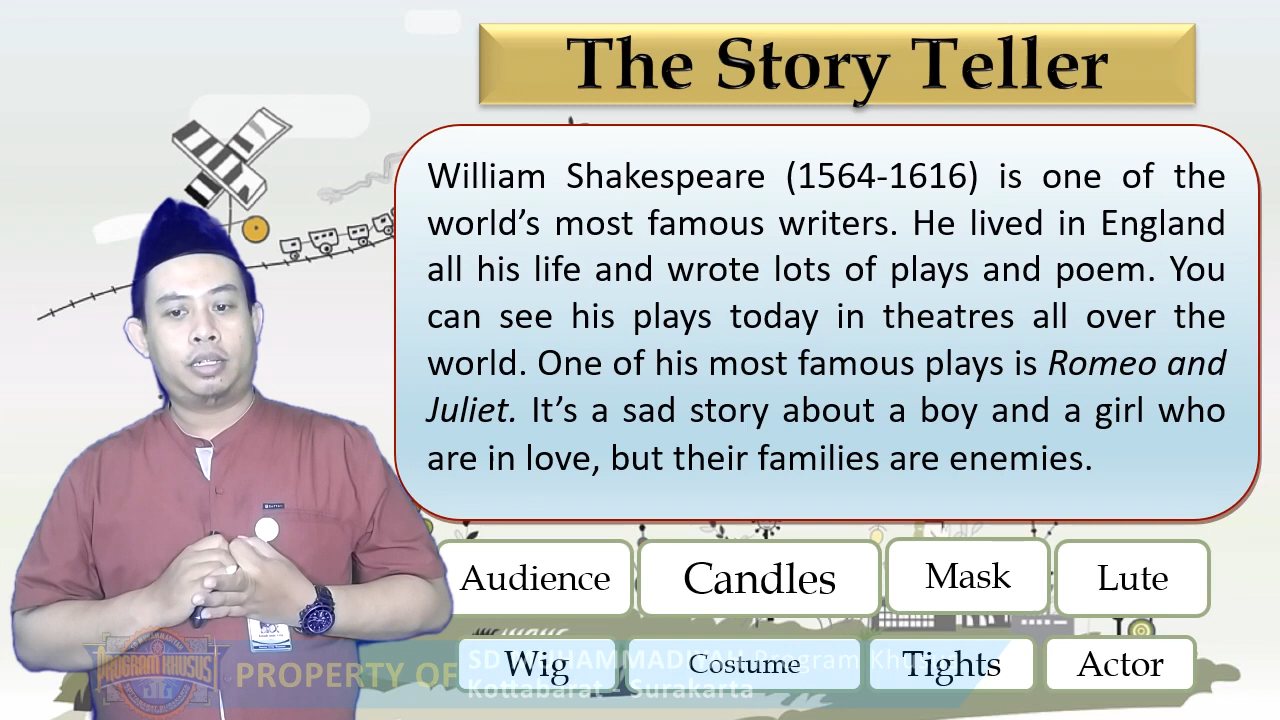 The Story Teller
William Shakespeare (1564-1616) is one of the
world's most famous writers. He lived in England
all his life and wrote lots of plays and poem. You
can see his plays today in theatres all over the
world. One of his most famous plays is Romeo and
Juliet. It's a sad story about a boy and a girl who
are in love, but their families are enemies.
Audience Candles Mask Lute
Wig Costume Tights Actor
PROGRAM KHUSUS
PROPERTY OF
SD MUHAMMADIYAH Program Khusus
Kottabarat - Surakarta